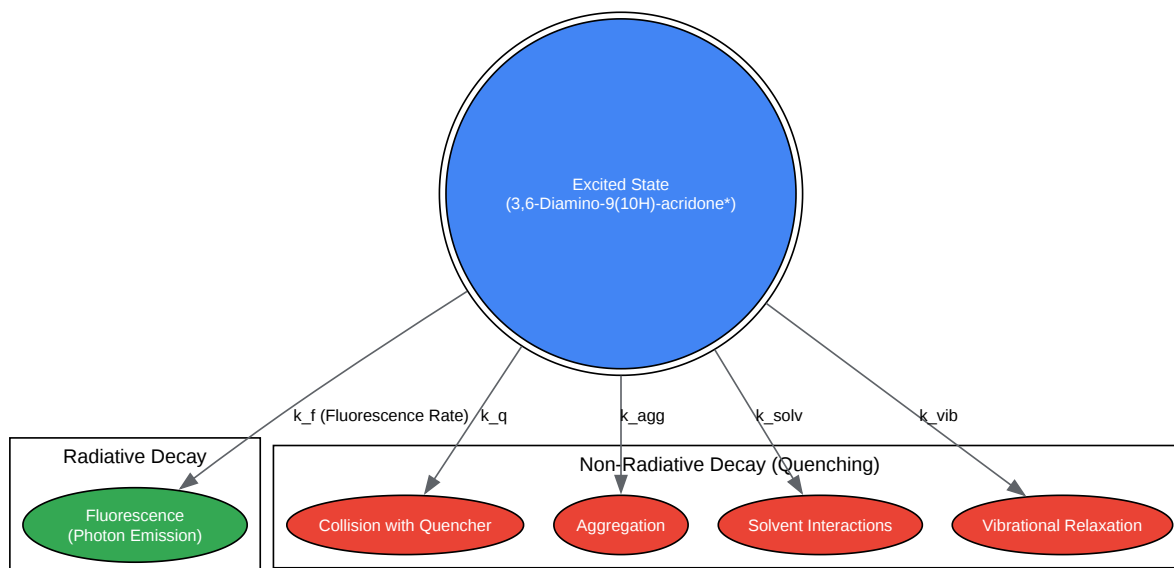 Excited State
(3,6-Diamino-9(10H)-acridone*)
k_f (Fluorescence Rate)
k_q
k_agg
k_solv
k_vib
Radiative Decay
Non-Radiative Decay (Quenching)
Fluorescence
(Photon Emission)
Collision with Quencher
Aggregation
Solvent Interactions
Vibrational Relaxation